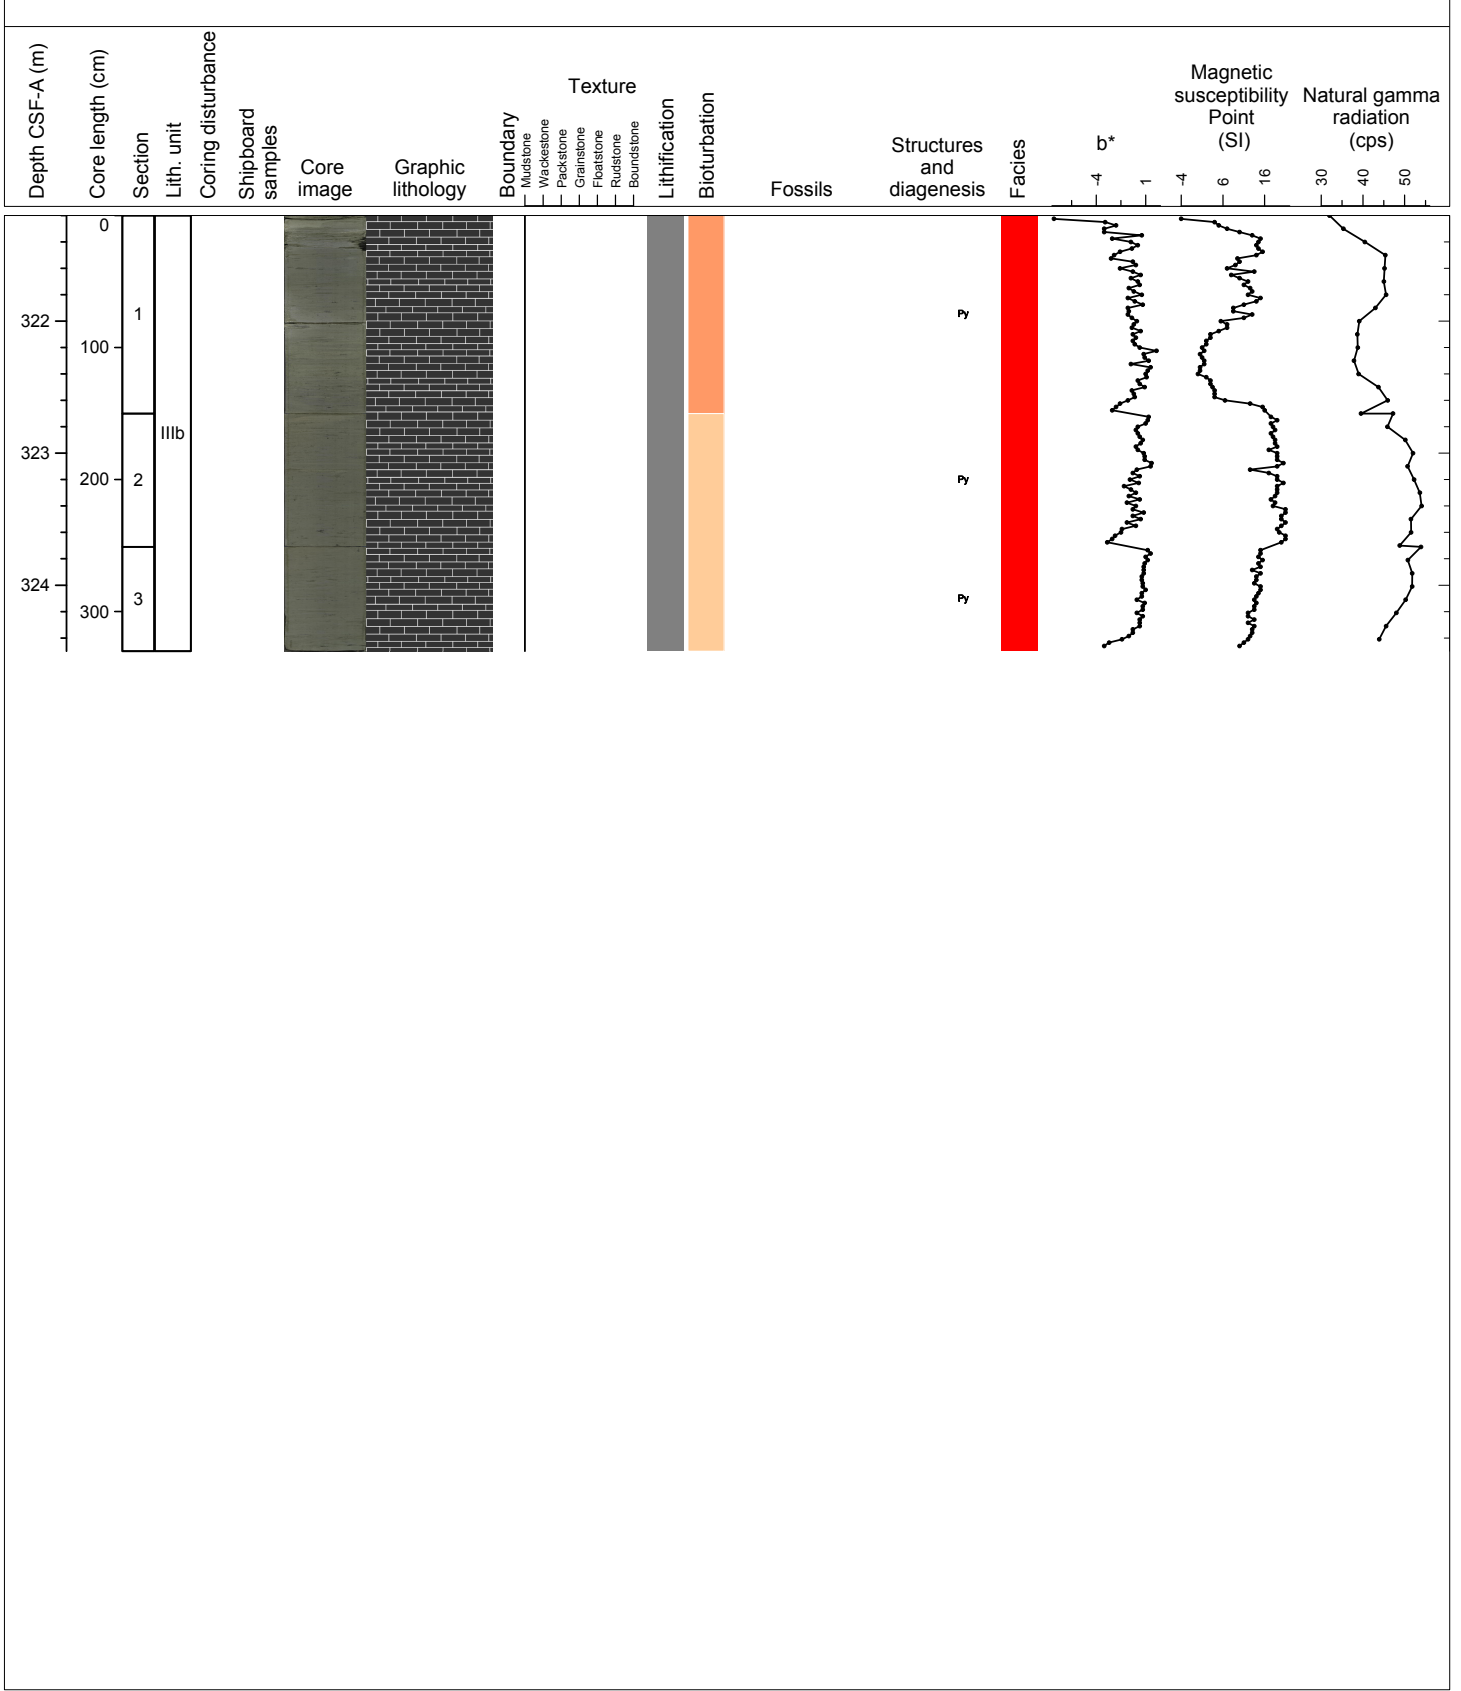 Depth CSF-A (m)
Core length (cm)
Section
Lith. unit
Coring disturbance
Shipboard
samples
Core
image
Graphic
lithology
Boundary
Texture
Mudstone
Wackestone
Packstone
Grainstone
Floatstone
Rudstone
Boundstone
Lithification
Bioturbation
Fossils
Structures
and
diagenesis
Facies
b*
-4
1
Magnetic
susceptibility
Point
(SI)
-4
6
16
Natural gamma
radiation
(cps)
30
40
50
0
1
Py
322
100
IIIb
323
200
2
Py
324
300
3
Py